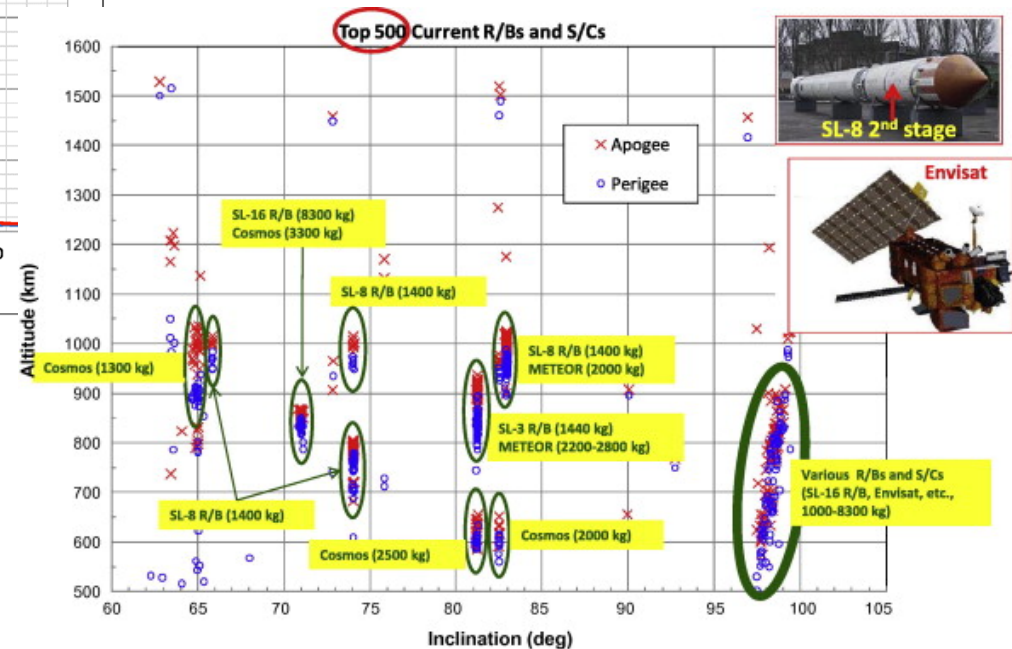 Top 500 Current R/Bs and S/Cs
1600
1500
1400
1300
1200
1100
1000
900
800
700
600
500
Altitude (km)
60
65
70
75
80
85
90
95
100
105
Inclination (deg)
Apogee
Perigee
SL-8 2nd stage
Envisat
SL-16 R/B (8300 kg)
Cosmos (3300 kg)
SL-8 R/B (1400 kg)
Cosmos (1300 kg)
SL-8 R/B (1400 kg)
METEOR (2000 kg)
SL-3 R/B (1440 kg)
METEOR (2200-2800 kg)
Various R/Bs and S/Cs
(SL-16 R/B, Envisat, etc.,
1000-8300 kg)
SL-8 R/B (1400 kg)
Cosmos (2500 kg)
Cosmos (2000 kg)